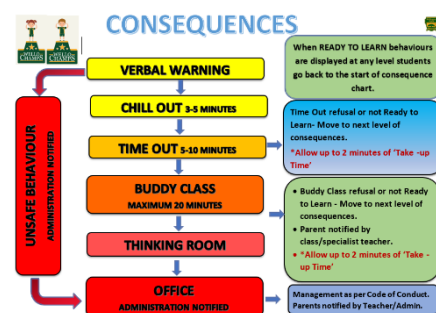 CONSEQUENCES
VERBAL WARNING
CHILL OUT 3-5 MINUTES
TIME OUT 5-10 MINUTES
BUDDY CLASS
MAXIMUM 20 MINUTES
THINKING ROOM
OFFICE
ADMINISTRATION NOTIFIED
UNSAFE BEHAVIOUR
ADMINISTRATION NOTIFIED
When READY TO LEARN behaviours
are displayed at any level students
go back to the start of consequence
chart.
Time Out refusal or not Ready to
Learn- Move to next level of
consequences.
*Allow up to 2 minutes of 'Take -up
Time'
• Buddy Class refusal or not Ready
to Learn - Move to next level of
consequences.
• Parent notified by
class/specialist teacher.
• *Allow up to 2 minutes of 'Take -
up Time'
Management as per Code of Conduct.
Parents notified by Teacher/Admin.